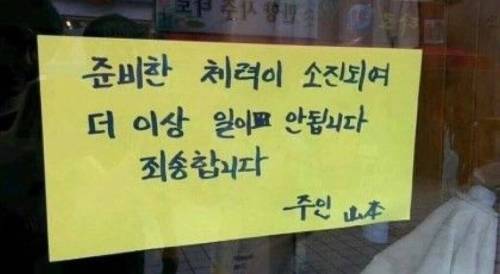 준비한 체력이 소진되여
더 이상 일이 안됩니다
죄송합니다
주인 山本